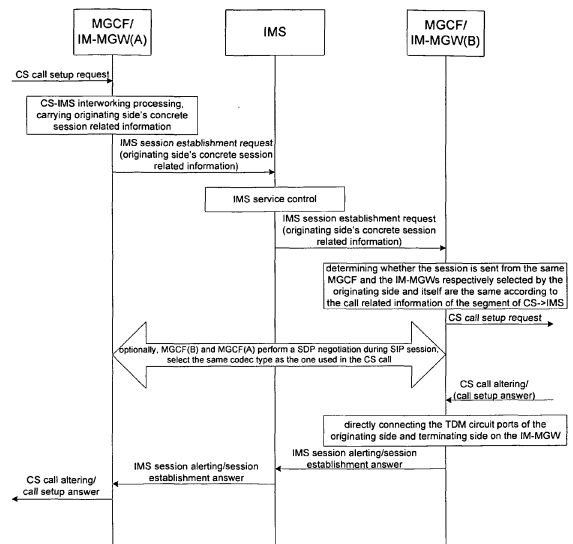 MGCF/
IM-MGW(A)
IMS
MGCF/
IM-MGW(B)
CS call setup request
CS-IMS interworking processing,
carrying originating side's concrete
session related information
IMS session establishment request
(originating side's concrete session
related information)
IMS service control
IMS session establishment request
(originating side's concrete session
related information)
determining whether the session is sent from the same
MGCF and the IM-MGWs respectively selected by the
originating side and itself are the same according to
the call related information of the segment of CS->IMS
CS call setup request
optionally, MGCF(B) and MGCF(A) perform a SDP negotiation during SIP session,
select the same codec type as the one used in the CS call
CS call altering/
(call setup answer)
directly connecting the TDM circuit ports of the
originating side and terminating side on the IM-MGW
IMS session alerting/session
establishment answer
IMS session alerting/session
establishment answer
CS call altering/
call setup answer